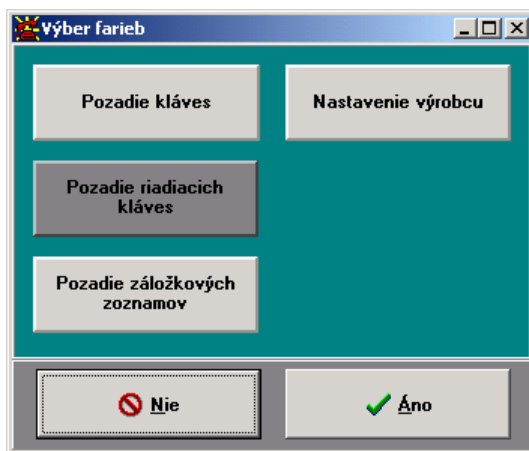 Výber farieb
Pozadie kláves
Nastavenie výrobcu
Pozadie riadiacich
kláves
Pozadie záložkových
zoznamov
Nie
Áno